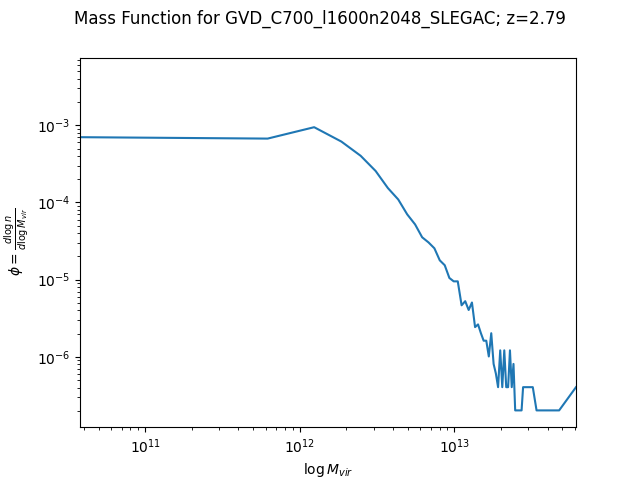 Mass Function for GVD_C700_l1600n2048_SLEGAC; z=2.79
10⁻³
10⁻⁴
10⁻⁵
10⁻⁶
ϕ = d log n / d log M_vir
10¹¹
10¹²
10¹³
log M_vir